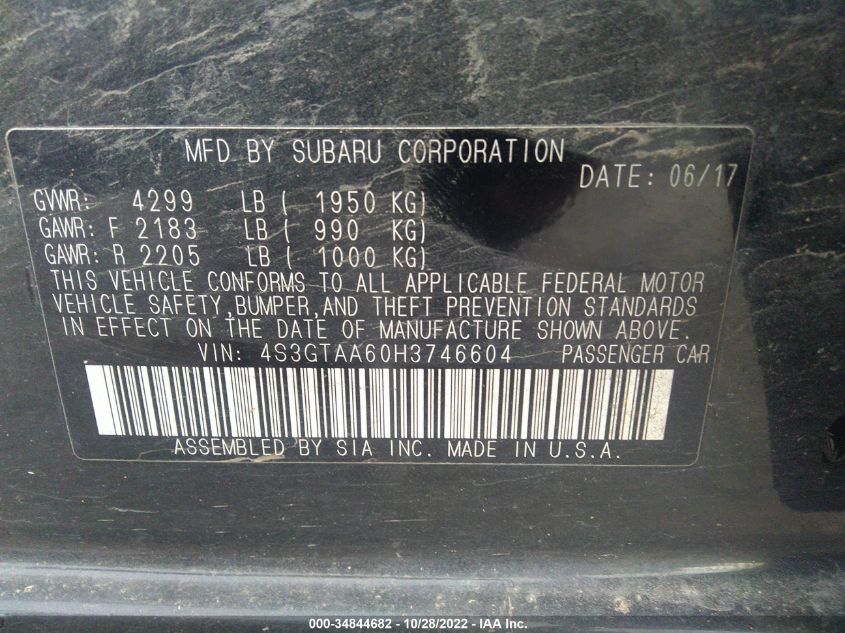 MFD BY SUBARU CORPORATION
DATE: 06/17
GVWR: 4299 LB ( 1950 KG)
GAWR: F 2183 LB ( 990 KG)
GAWR: R 2205 LB ( 1000 KG)
THIS VEHICLE CONFORMS TO ALL APPLICABLE FEDERAL MOTOR
VEHICLE SAFETY,BUMPER,AND THEFT PREVENTION STANDARDS
IN EFFECT ON THE DATE OF MANUFACTURE SHOWN ABOVE.
VIN: 4S3GTAA60H3746604 PASSENGER CAR
ASSEMBLED BY SIA INC. MADE IN U.S.A.
000-34844682 - 10/28/2022 - IAA Inc.